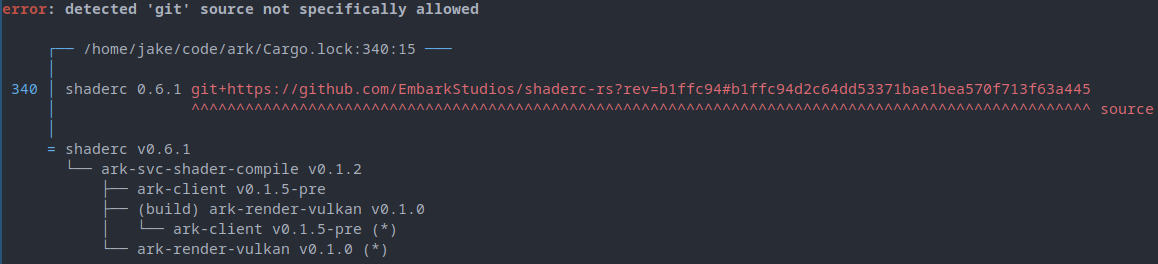 error: detected 'git' source not specifically allowed
┌── /home/jake/code/ark/Cargo.lock:340:15 ───
│
340 │ shaderc 0.6.1 git+https://github.com/EmbarkStudios/shaderc-rs?rev=b1ffc94#b1ffc94d2c64dd53371bae1bea570f713f63a445
│ ^^^^^^^^^^^^^^^^^^^^^^^^^^^^^^^^^^^^^^^^^^^^^^^^^^^^^^^^^^^^^^^^^^^^^^^^^^^^^^^^^^^^^^^^^^^^^^^^^^^^ source
│
= shaderc v0.6.1
└── ark-svc-shader-compile v0.1.2
├── ark-client v0.1.5-pre
├── (build) ark-render-vulkan v0.1.0
│ └── ark-client v0.1.5-pre (*)
└── ark-render-vulkan v0.1.0 (*)